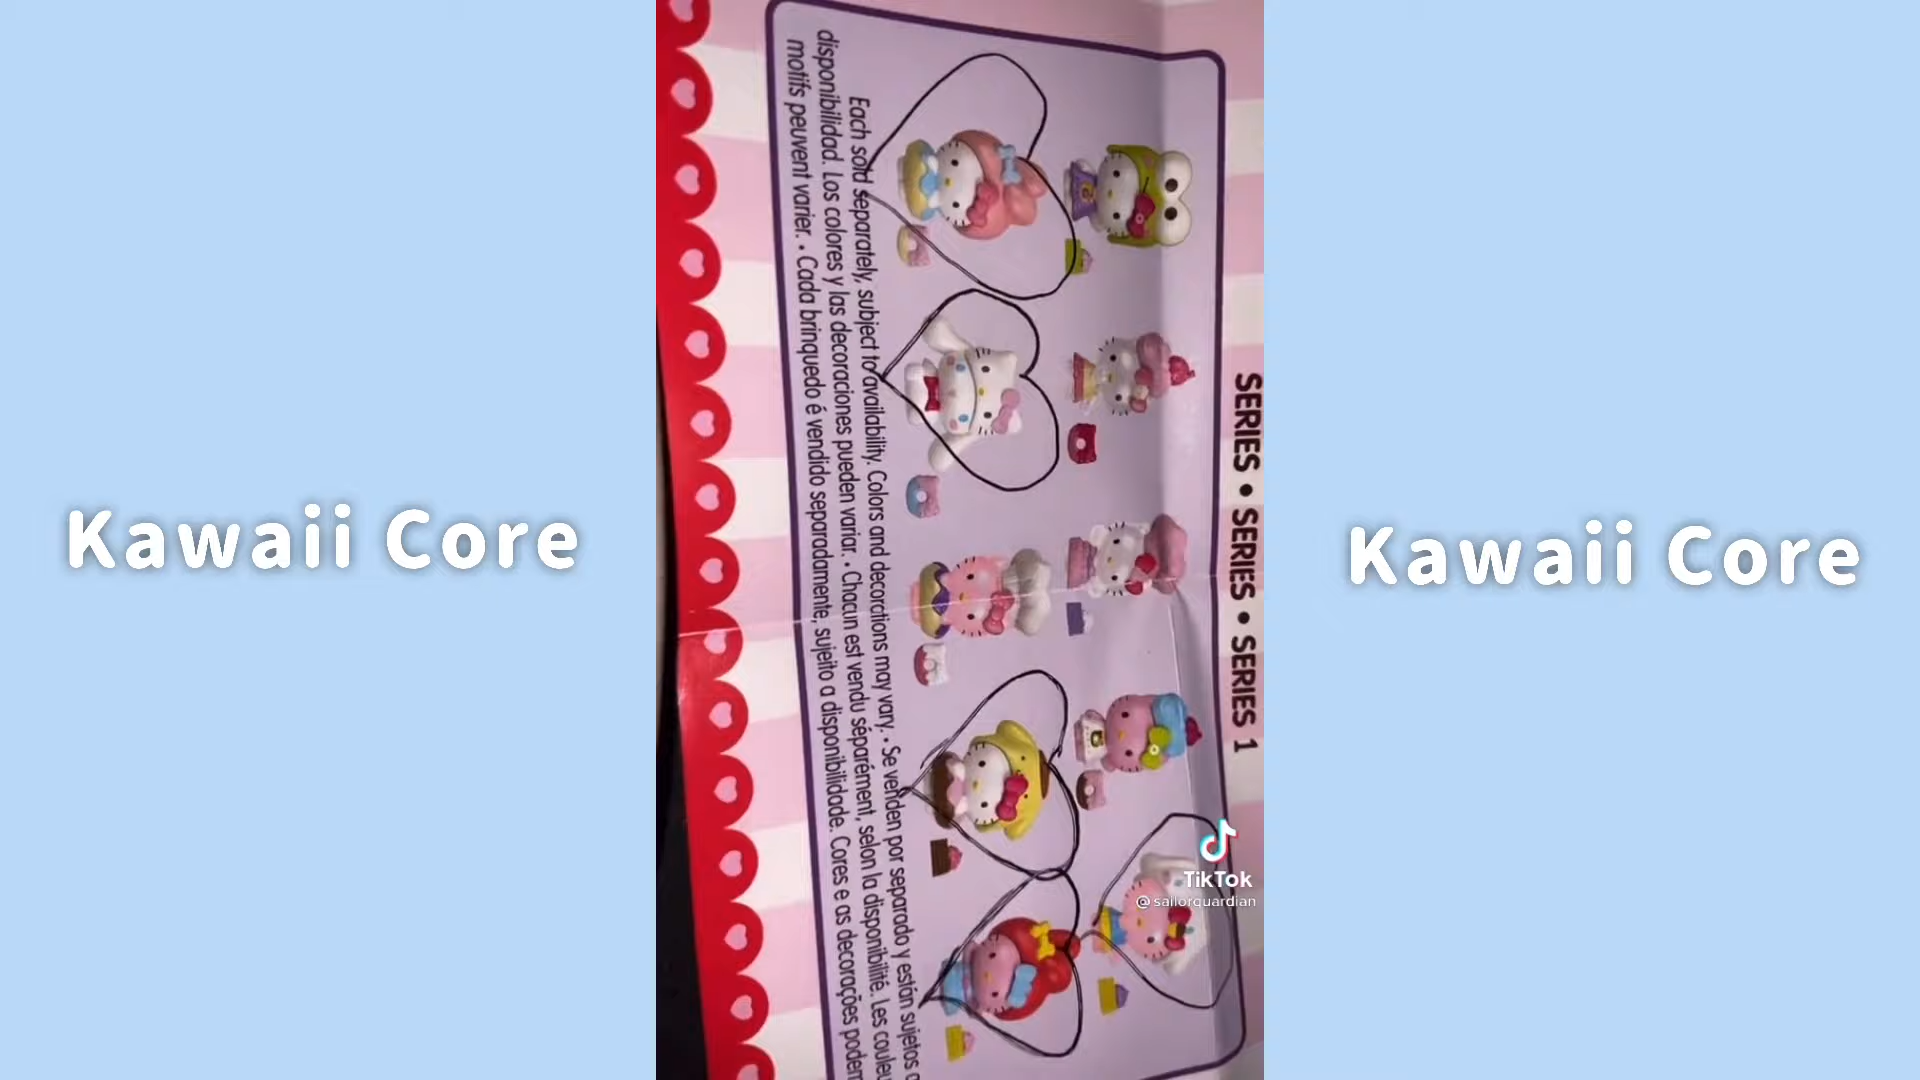 Kawaii Core
SERIES • SERIES • SERIES 1
Each sold separately, subject to availability. Colors and decorctions may vary. • Se venden por separado y están sujetos a
disponibilidad. Los colores y las decoraciones pueden variar. • Chacun est vendu séparément, selon la disponibilité. Les couleu
motifs peuvent varier. • Cada brinquedo é vendido separadamente, sujeito a disponibilidade. Cores e as decorações podem
TikTok
@sailorguardian
Kawaii Core